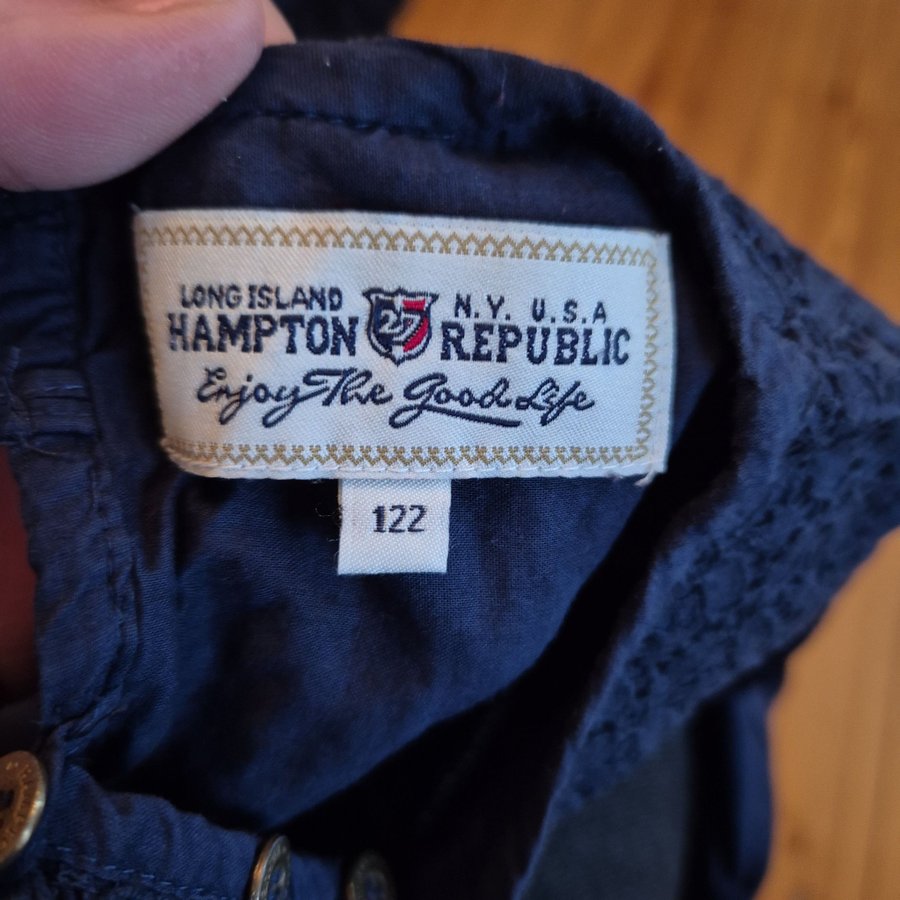 LONG ISLAND N.Y. U.S.A
HAMPTON 27 REPUBLIC
Enjoy The Good Life
122